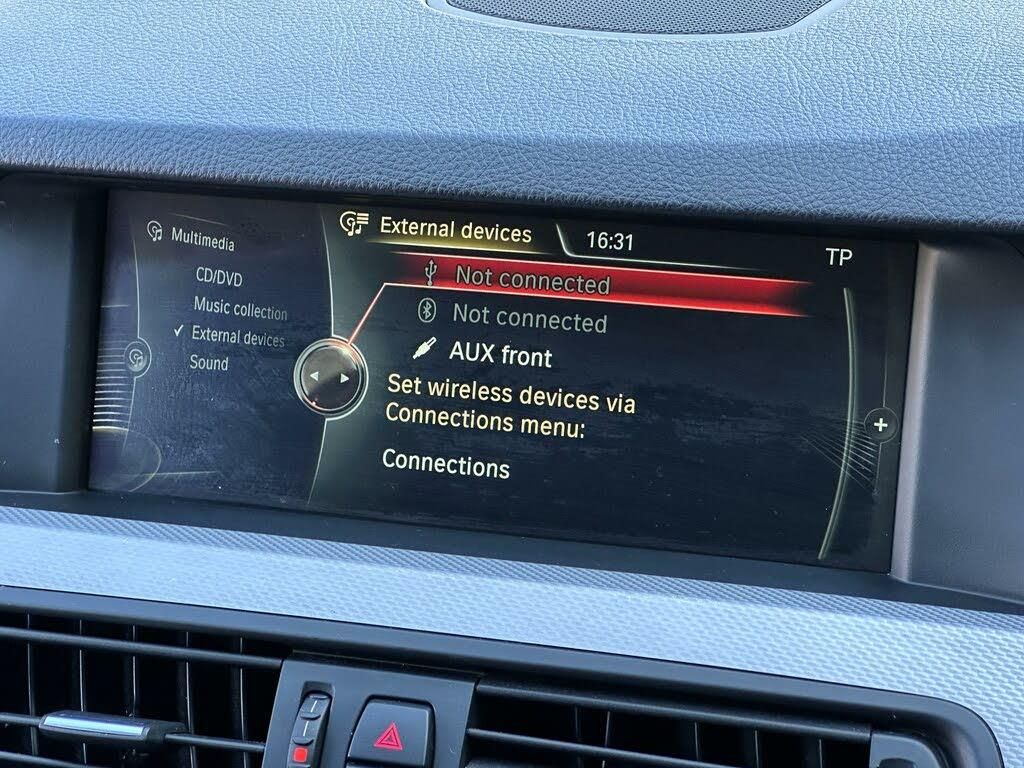 Multimedia
CD/DVD
Music collection
External devices
Sound
External devices
16:31
TP
Not connected
Not connected
AUX front
Set wireless devices via
Connections menu:
Connections
+